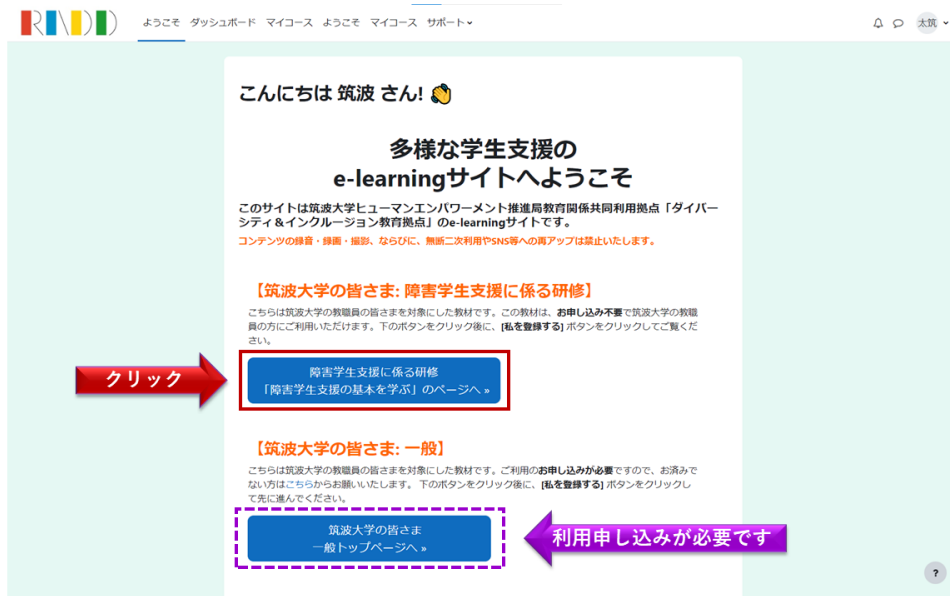 RINDD
ようこそ ダッシュボード マイコース ようこそ マイコース サポート
太筑
こんにちは 筑波 さん!
多様な学生支援の
e-learningサイトへようこそ
このサイトは筑波大学ヒューマンエンパワーメント推進局教育関係共同利用拠点「ダイバー
シティ＆インクルージョン教育拠点」のe-learningサイトです。
コンテンツの録音・録画・撮影、ならびに、無断二次利用やSNS等への再アップは禁止いたします。
【筑波大学の皆さま: 障害学生支援に係る研修】
こちらは筑波大学の教職員の皆さまを対象にした教材です。この教材は、お申し込み不要で筑波大学の教職
員の方にご利用いただけます。下のボタンをクリック後に、[私を登録する] ボタンをクリックしてご覧くだ
さい。
クリック
障害学生支援に係る研修
「障害学生支援の基本を学ぶ」のページへ »
【筑波大学の皆さま: 一般】
こちらは筑波大学の教職員の皆さまを対象にした教材です。ご利用のお申し込みが必要ですので、お済みで
ない方はこちらからお願いいたします。 下のボタンをクリック後に、[私を登録する] ボタンをクリックし
て先に進んでください。
筑波大学の皆さま
一般トップページへ »
利用申し込みが必要です
?